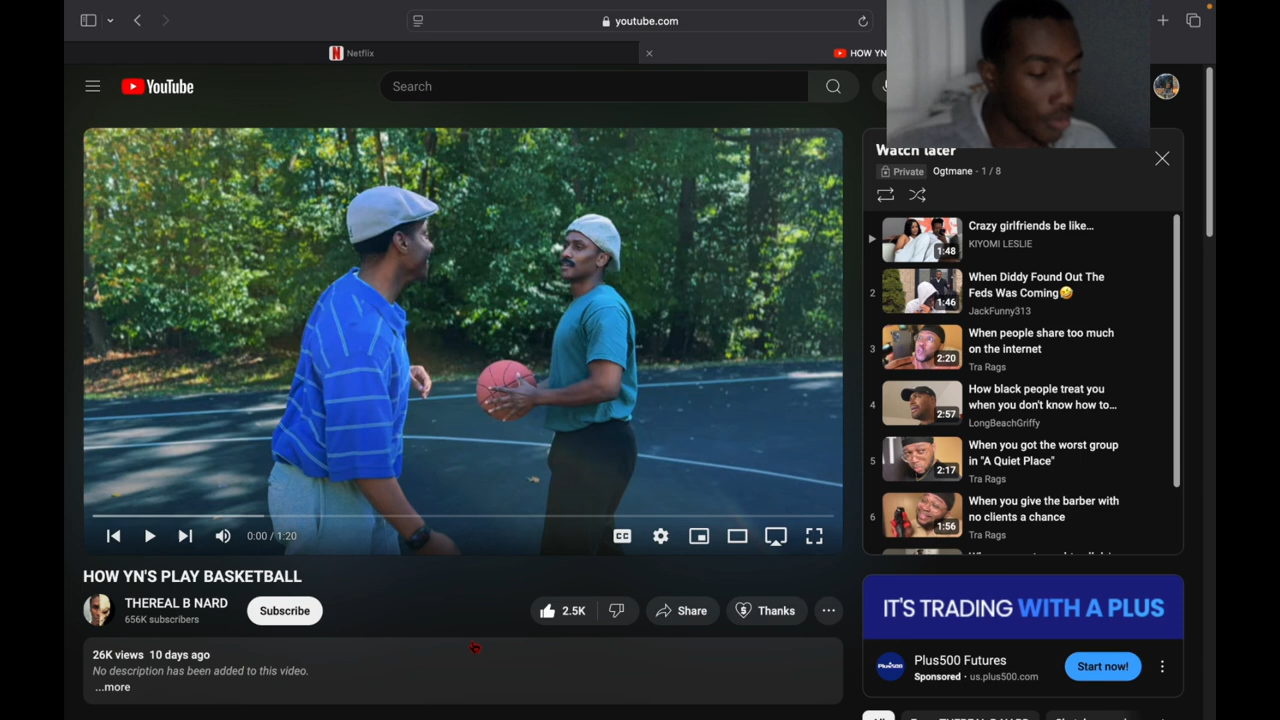 youtube.com
Netflix
HOW YN
YouTube
Search
Watch later
Private Ogtmane - 1 / 8
Crazy girlfriends be like...
KIYOMI LESLIE
1:48
2
When Diddy Found Out The
Feds Was Coming🤣
JackFunny313
1:46
3
When people share too much
on the internet
Tra Rags
2:20
4
How black people treat you
when you don't know how to...
LongBeachGriffy
2:57
5
When you got the worst group
in "A Quiet Place"
Tra Rags
2:17
6
When you give the barber with
no clients a chance
Tra Rags
1:56
0:00 / 1:20
CC
HOW YN'S PLAY BASKETBALL
THEREAL B NARD
656K subscribers
Subscribe
2.5K
Share
Thanks
26K views 10 days ago
No description has been added to this video.
...more
IT'S TRADING WITH A PLUS
Plus500
Plus500 Futures
Sponsored · us.plus500.com
Start now!